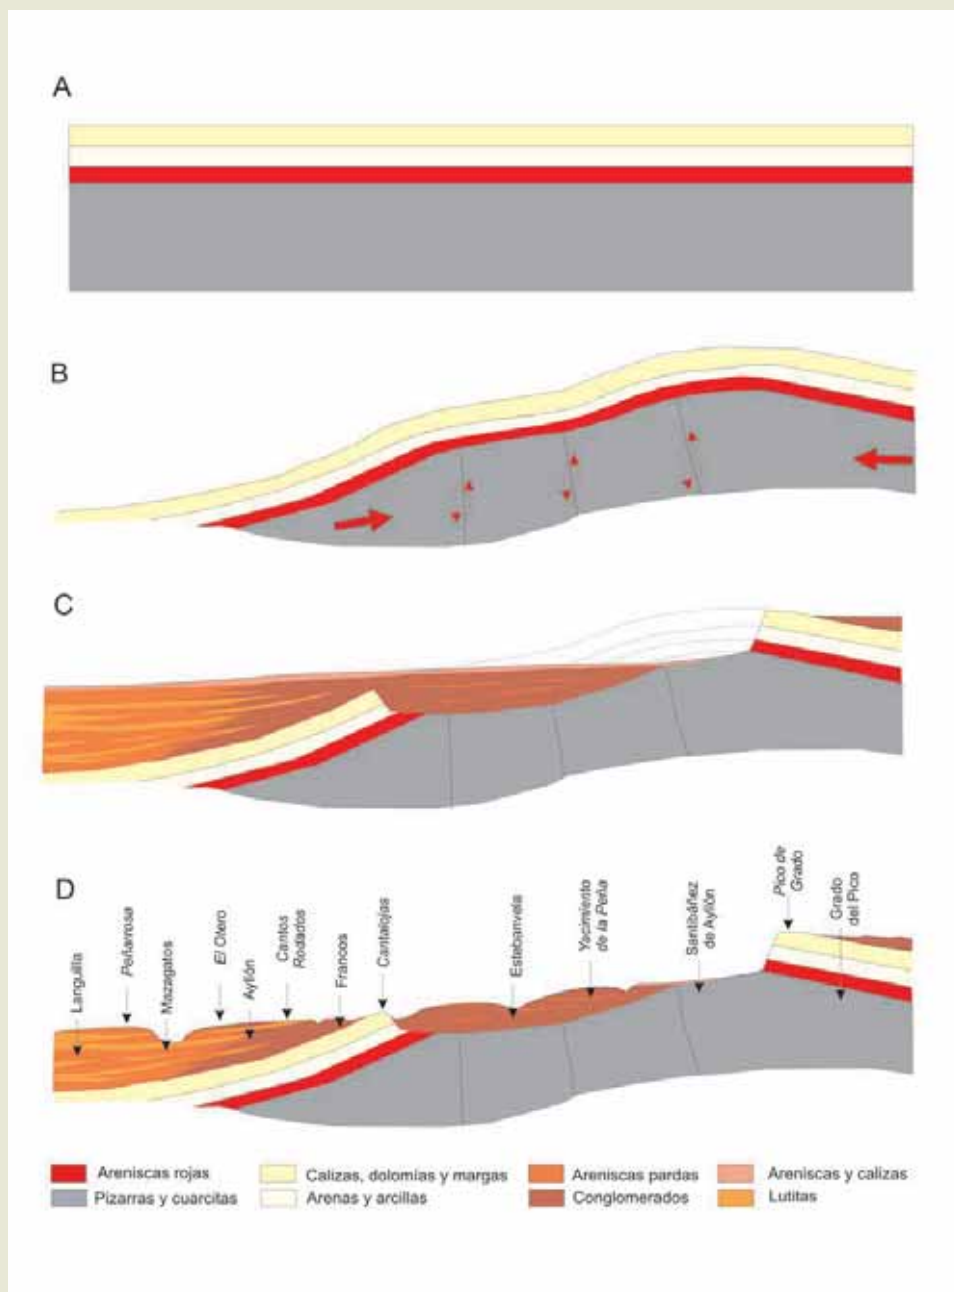 A
B
C
D
Languilla
Peñarrosa
Mazagatos
El Otero
Ayllón
Cantos
Rodados
Francos
Cantalojas
Estebanvela
Yacimiento
de la Peña
Santibáñez
de Ayllón
Pico de
Grado
Grado
del Pico
Areniscas rojas
Calizas, dolomías y margas
Areniscas pardas
Areniscas y calizas
Pizarras y cuarcitas
Arenas y arcillas
Conglomerados
Lutitas